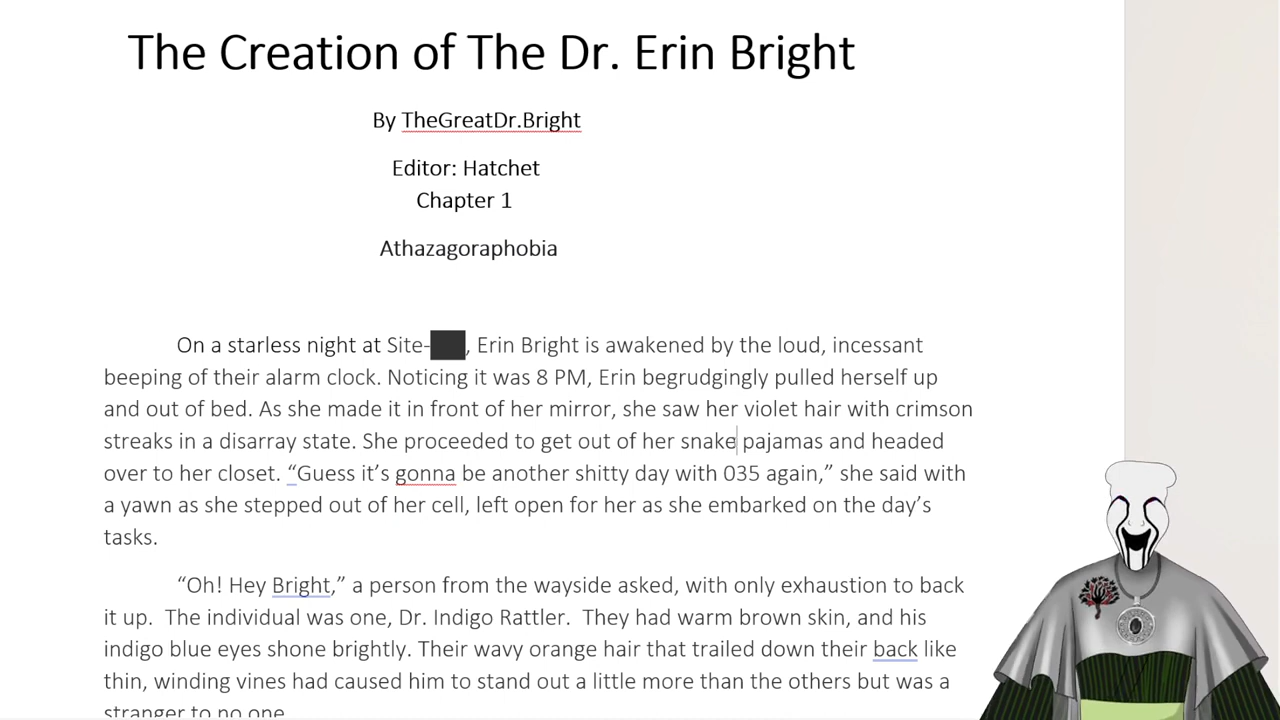 The Creation of The Dr. Erin Bright
By TheGreatDr.Bright
Editor: Hatchet
Chapter 1
Athazagoraphobia
On a starless night at Site- , Erin Bright is awakened by the loud, incessant
beeping of their alarm clock. Noticing it was 8 PM, Erin begrudgingly pulled herself up
and out of bed. As she made it in front of her mirror, she saw her violet hair with crimson
streaks in a disarray state. She proceeded to get out of her snake pajamas and headed
over to her closet. “Guess it’s gonna be another shitty day with 035 again,” she said with
a yawn as she stepped out of her cell, left open for her as she embarked on the day’s
tasks.
“Oh! Hey Bright,” a person from the wayside asked, with only exhaustion to back
it up.  The individual was one, Dr. Indigo Rattler.  They had warm brown skin, and his
indigo blue eyes shone brightly. Their wavy orange hair that trailed down their back like
thin, winding vines had caused him to stand out a little more than the others but was a
stranger to no one